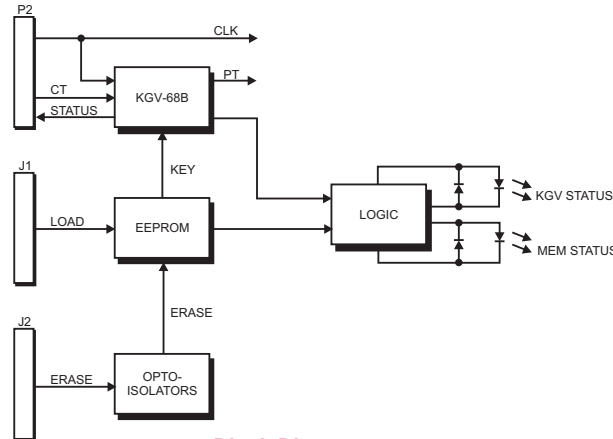 P2
CLK
PT
CT
STATUS
KGV-68B
J1
KEY
LOAD
EEPROM
LOGIC
KGV STATUS
MEM STATUS
ERASE
J2
ERASE
OPTO-
ISOLATORS